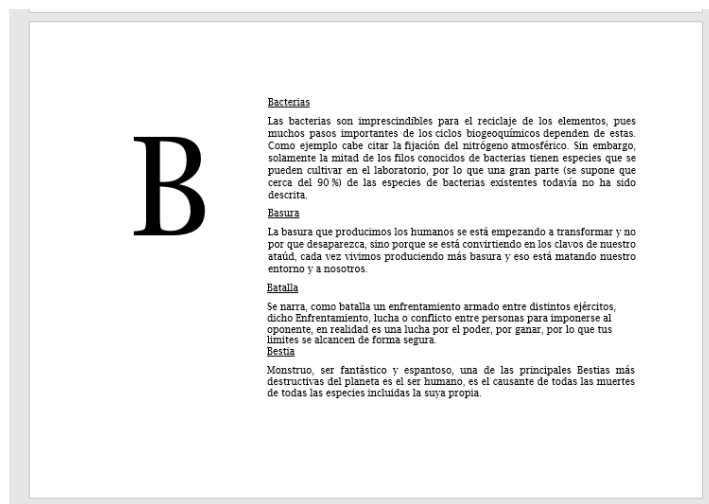 B
Bacterias
Las bacterias son imprescindibles para el reciclaje de los elementos, pues
muchos pasos importantes de los ciclos biogeoquímicos dependen de estas.
Como ejemplo cabe citar la fijación del nitrógeno atmosférico. Sin embargo,
solamente la mitad de los filos conocidos de bacterias tienen especies que se
pueden cultivar en el laboratorio, por lo que una gran parte (se supone que
cerca del 90 %) de las especies de bacterias existentes todavía no ha sido
descrita.
Basura
La basura que producimos los humanos se está empezando a transformar y no
por que desaparezca, sino porque se está convirtiendo en los clavos de nuestro
ataúd, cada vez vivimos produciendo más basura y eso está matando nuestro
entorno y a nosotros.
Batalla
Se narra, como batalla un enfrentamiento armado entre distintos ejércitos,
dicho Enfrentamiento, lucha o conflicto entre personas para imponerse al
oponente, en realidad es una lucha por el poder, por ganar, por lo que tus
limites se alcancen de forma segura.
Bestia
Monstruo, ser fantástico y espantoso, una de las principales Bestias más
destructivas del planeta es el ser humano, es el causante de todas las muertes
de todas las especies incluidas la suya propia.